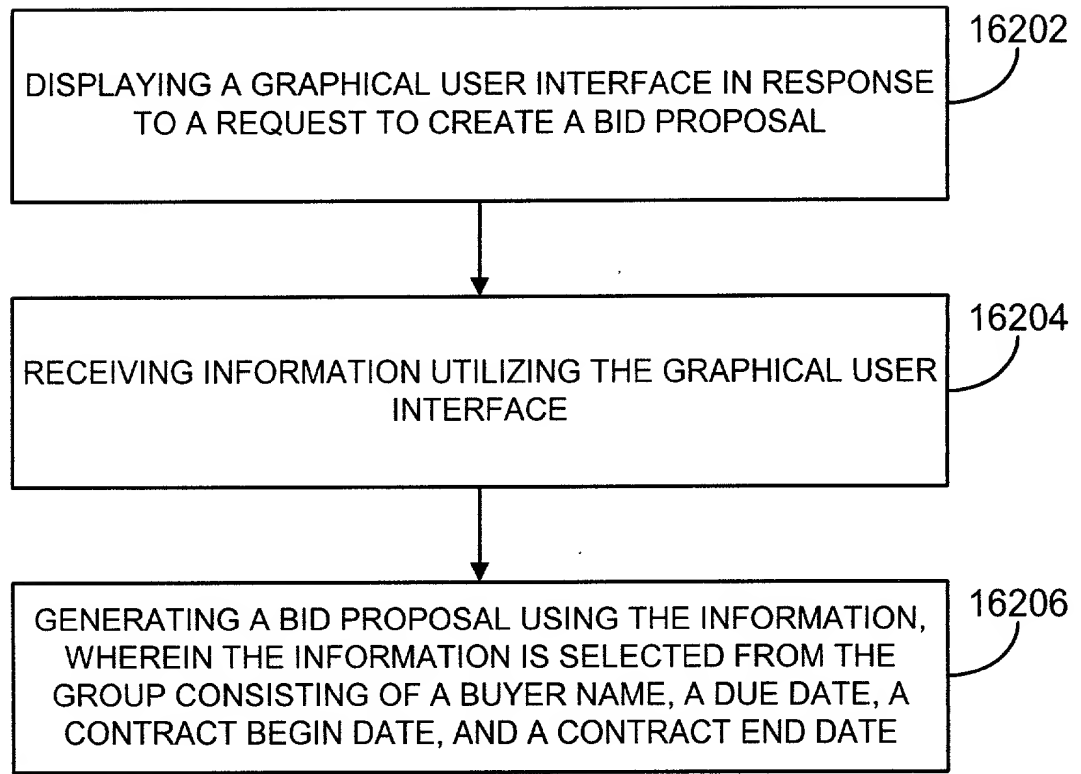 16202
DISPLAYING A GRAPHICAL USER INTERFACE IN RESPONSE
TO A REQUEST TO CREATE A BID PROPOSAL
16204
RECEIVING INFORMATION UTILIZING THE GRAPHICAL USER
INTERFACE
16206
GENERATING A BID PROPOSAL USING THE INFORMATION,
WHEREIN THE INFORMATION IS SELECTED FROM THE
GROUP CONSISTING OF A BUYER NAME, A DUE DATE, A
CONTRACT BEGIN DATE, AND A CONTRACT END DATE